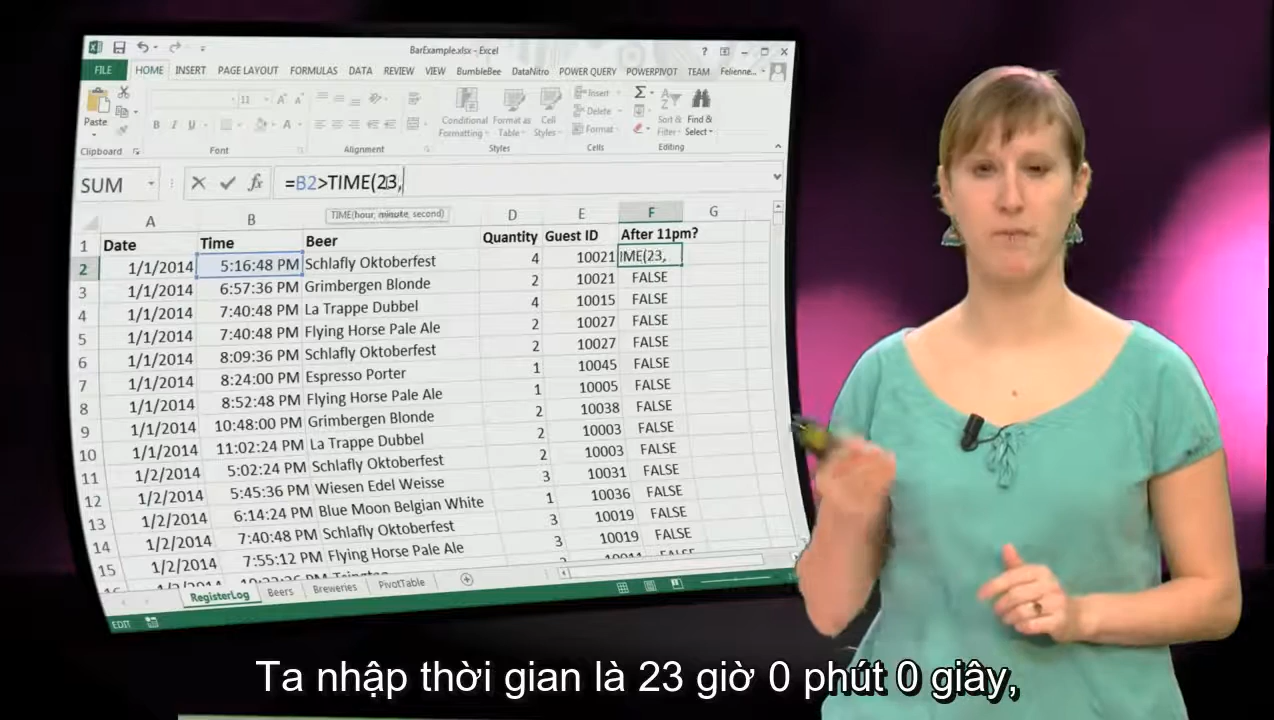 BarExample.xlsx - Excel
FILE HOME INSERT PAGE LAYOUT FORMULAS DATA REVIEW VIEW BumbleBee DataNitro POWER QUERY POWERPIVOT TEAM Felienne...
Paste
11
B I U
A
Conditional Formatting
Format as Table
Cell Styles
Insert
Delete
Format
Sort & Filter
Find & Select
Clipboard Font Alignment Styles Cells Editing
SUM =B2>TIME(23,
TIME(hour, minute, second)
A B D E F G
1 Date Time Beer Quantity Guest ID After 11pm?
2 1/1/2014 5:16:48 PM Schlafly Oktoberfest 4 10021 IME(23,
3 1/1/2014 6:57:36 PM Grimbergen Blonde 2 10021 FALSE
4 1/1/2014 7:40:48 PM La Trappe Dubbel 4 10015 FALSE
5 1/1/2014 7:40:48 PM Flying Horse Pale Ale 2 10027 FALSE
6 1/1/2014 8:09:36 PM Schlafly Oktoberfest 2 10027 FALSE
7 1/1/2014 8:24:00 PM Espresso Porter 1 10045 FALSE
8 1/1/2014 8:52:48 PM Flying Horse Pale Ale 1 10005 FALSE
9 1/1/2014 10:48:00 PM Grimbergen Blonde 2 10038 FALSE
10 1/1/2014 11:02:24 PM La Trappe Dubbel 2 10003 FALSE
11 1/2/2014 5:02:24 PM Schlafly Oktoberfest 2 10003 FALSE
12 1/2/2014 5:45:36 PM Wiesen Edel Weisse 3 10031 FALSE
13 1/2/2014 6:14:24 PM Blue Moon Belgian White 1 10036 FALSE
14 1/2/2014 7:40:48 PM Schlafly Oktoberfest 3 10019 FALSE
15 1/2/2014 7:55:12 PM Flying Horse Pale Ale 3 10019 FALSE
RegisterLog Beers Breweries PivotTable
EDIT
Ta nhập thời gian là 23 giờ 0 phút 0 giây,